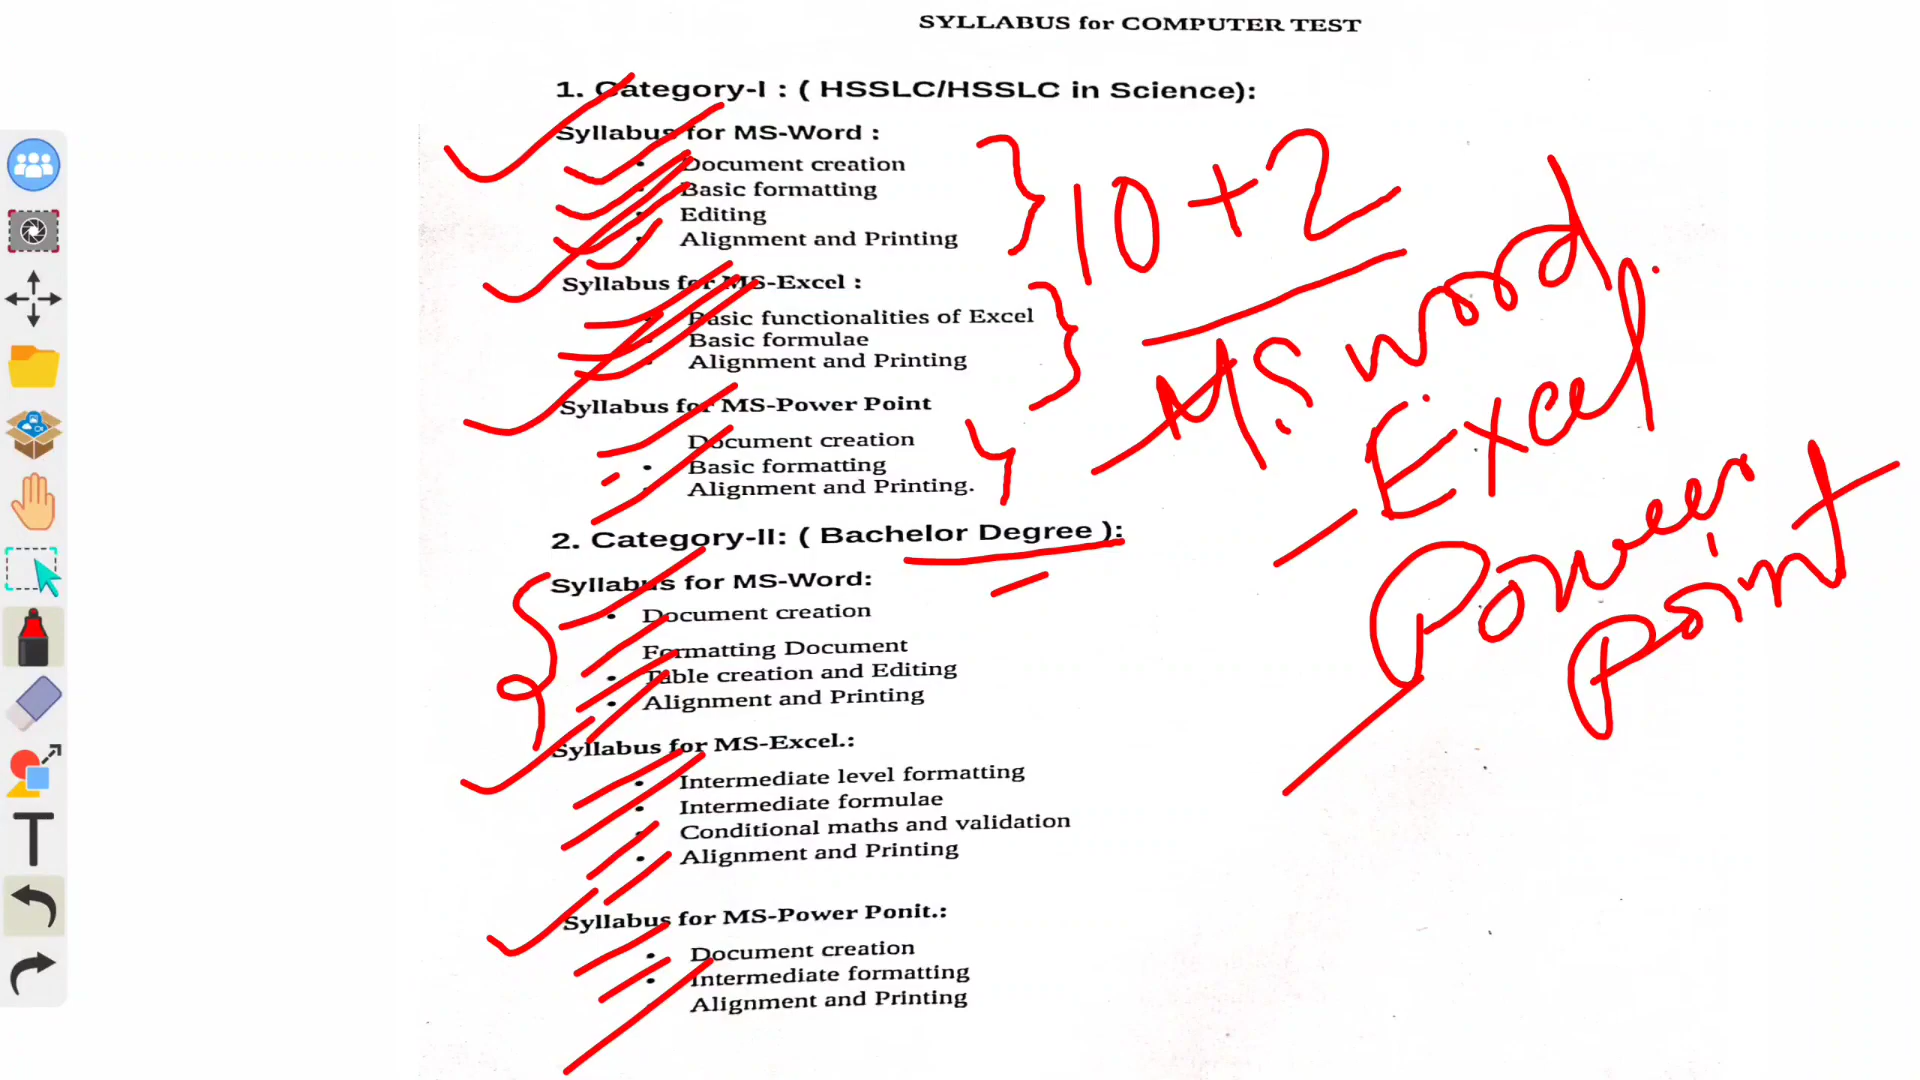 SYLLABUS for COMPUTER TEST
1. Category-I : ( HSSLC/HSSLC in Science):
Syllabus for MS-Word :
• Document creation
• Basic formatting
• Editing
• Alignment and Printing
10+2
Syllabus for MS-Excel :
• Basic functionalities of Excel
• Basic formulae
• Alignment and Printing
MS word
Syllabus for MS-Power Point
Document creation
• Basic formatting
• Alignment and Printing.
Excel
Power
Point
2. Category-II: ( Bachelor Degree ):
Syllabus for MS-Word:
• Document creation
Formatting Document
• Table creation and Editing
• Alignment and Printing
Syllabus for MS-Excel.:
• Intermediate level formatting
• Intermediate formulae
• Conditional maths and validation
• Alignment and Printing
Syllabus for MS-Power Ponit.:
• Document creation
• Intermediate formatting
Alignment and Printing
T